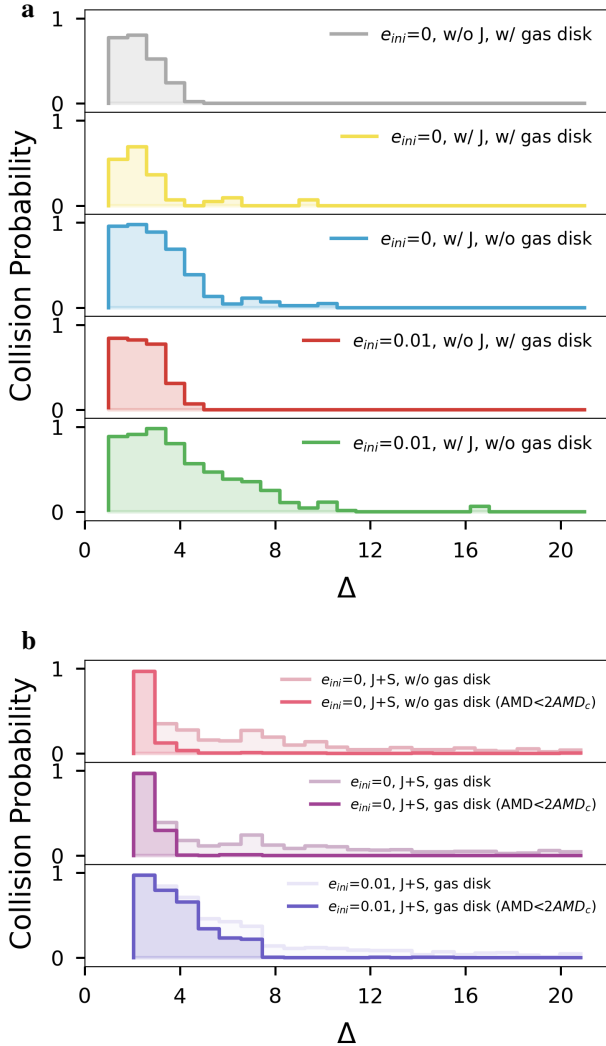 a
1
e_ini=0, w/o J, w/ gas disk
0
1
e_ini=0, w/ J, w/ gas disk
0
1
e_ini=0, w/ J, w/o gas disk
0
1
e_ini=0.01, w/o J, w/ gas disk
0
1
e_ini=0.01, w/ J, w/o gas disk
0
Collision Probability
0 4 8 12 16 20
Δ
b
1
e_ini=0, J+S, w/o gas disk
e_ini=0, J+S, w/o gas disk (AMD<2AMD_c)
0
1
e_ini=0, J+S, gas disk
e_ini=0, J+S, gas disk (AMD<2AMD_c)
0
1
e_ini=0.01, J+S, gas disk
e_ini=0.01, J+S, gas disk (AMD<2AMD_c)
0
Collision Probability
0 4 8 12 16 20
Δ